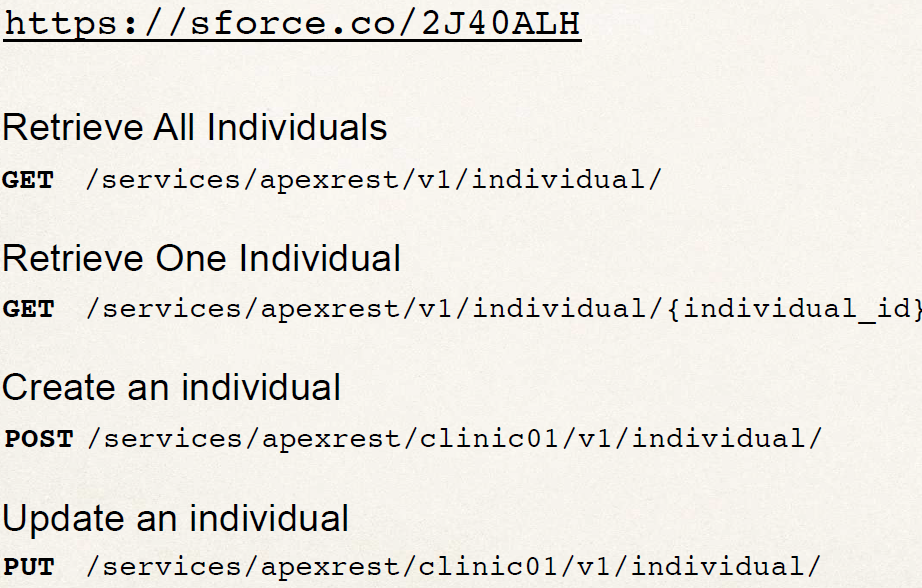 https://sforce.co/2J40ALH
Retrieve All Individuals
GET /services/apexrest/v1/individual/
Retrieve One Individual
GET /services/apexrest/v1/individual/{individual_id}
Create an individual
POST /services/apexrest/clinic01/v1/individual/
Update an individual
PUT /services/apexrest/clinic01/v1/individual/